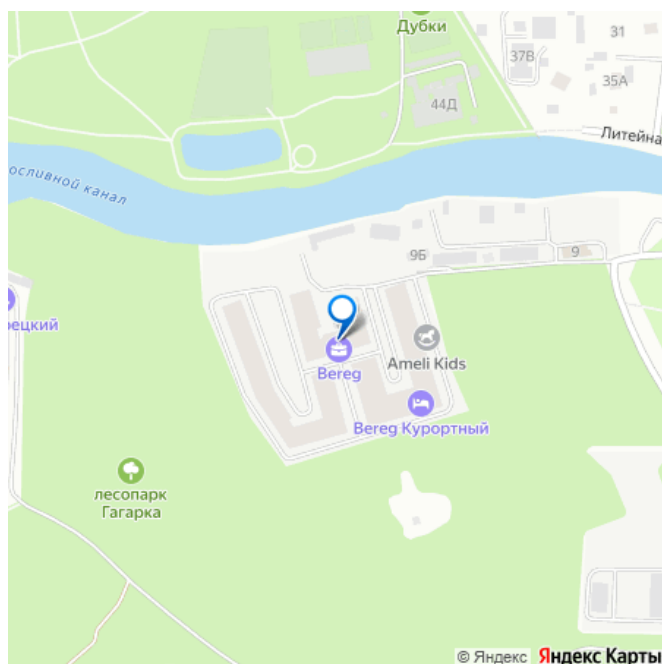 Дубки
31
37В
35А
44Д
Литейна
осливной канал
9Б
9
рецкий
Ameli Kids
Bereg
Bereg Курортный
лесопарк
Гагарка
© Яндекс Яндекс Карты